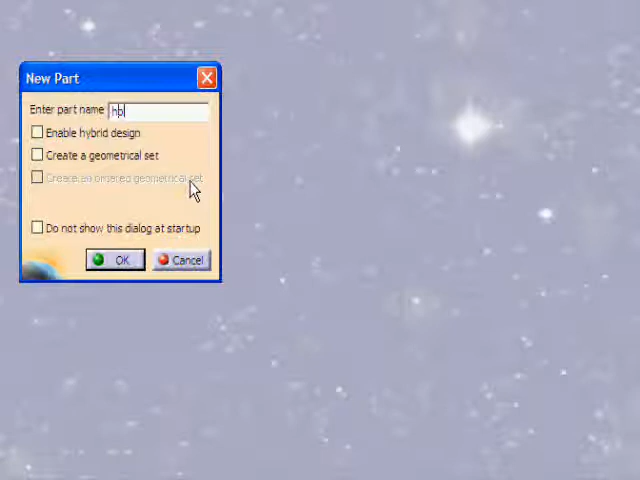 New Part
Enter part name hp
Enable hybrid design
Create a geometrical set
Create an ordered geometrical set
Do not show this dialog at startup
OK Cancel